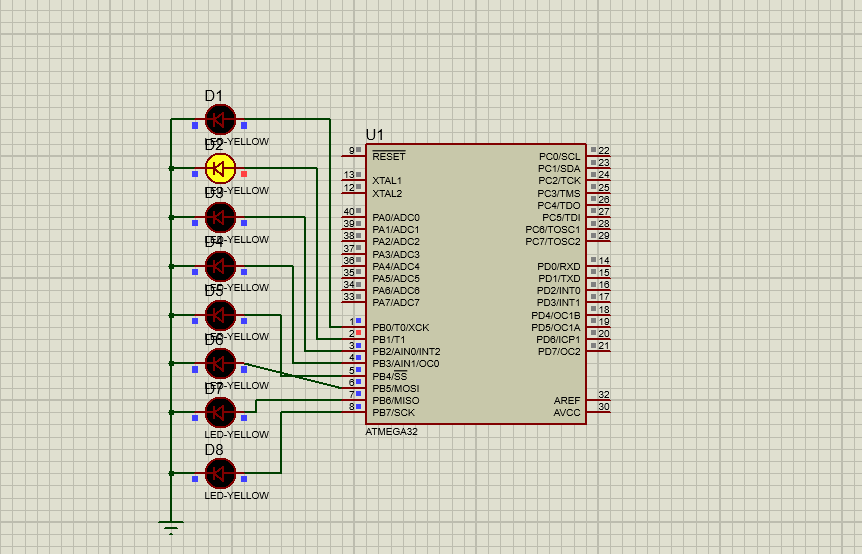 D1
LED-YELLOW
D2
LED-YELLOW
D3
LED-YELLOW
D4
LED-YELLOW
D5
LED-YELLOW
D6
LED-YELLOW
D7
LED-YELLOW
D8
LED-YELLOW
U1
9 RESET
13 XTAL1
12 XTAL2
40 PA0/ADC0
39 PA1/ADC1
38 PA2/ADC2
37 PA3/ADC3
36 PA4/ADC4
35 PA5/ADC5
34 PA6/ADC6
33 PA7/ADC7
1 PB0/T0/XCK
2 PB1/T1
3 PB2/AIN0/INT2
4 PB3/AIN1/OC0
5 PB4/SS
6 PB5/MOSI
7 PB6/MISO
8 PB7/SCK
PC0/SCL 22
PC1/SDA 23
PC2/TCK 24
PC3/TMS 25
PC4/TDO 26
PC5/TDI 27
PC6/TOSC1 28
PC7/TOSC2 29
PD0/RXD 14
PD1/TXD 15
PD2/INT0 16
PD3/INT1 17
PD4/OC1B 18
PD5/OC1A 19
PD6/ICP1 20
PD7/OC2 21
AREF 32
AVCC 30
ATMEGA32